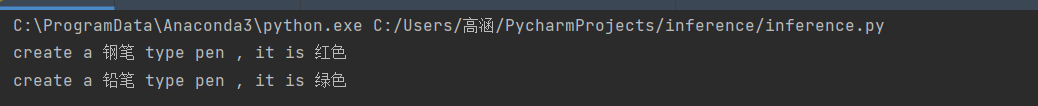 C:\ProgramData\Anaconda3\python.exe C:/Users/高涵/PycharmProjects/inference/inference.py
create a 钢笔 type pen , it is 红色
create a 铅笔 type pen , it is 绿色